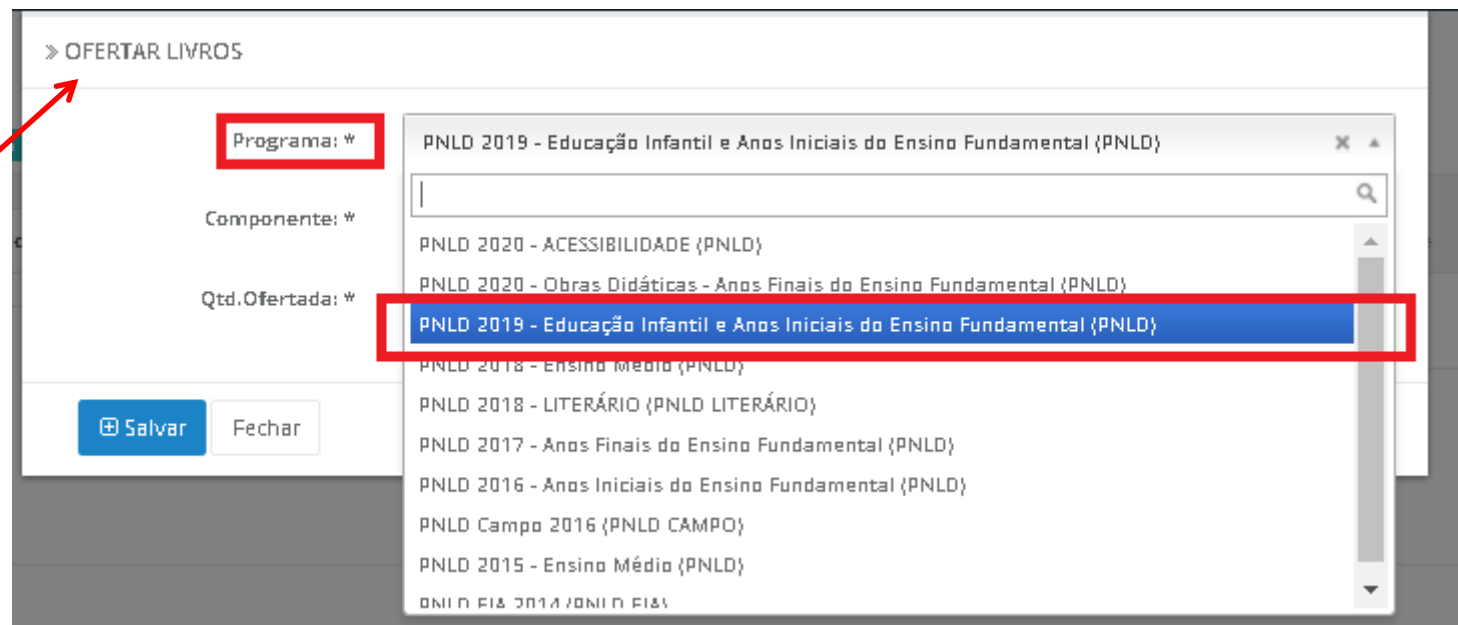 » OFERTAR LIVROS
Programa: *
PNLD 2019 - Educação Infantil e Anos Iniciais do Ensino Fundamental (PNLD)
Componente: *
PNLD 2020 - ACESSIBILIDADE (PNLD)
Qtd.Ofertada: *
PNLD 2020 - Obras Didáticas - Anos Finais do Ensino Fundamental (PNLD)
PNLD 2019 - Educação Infantil e Anos Iniciais do Ensino Fundamental (PNLD)
PNLD 2018 - Ensino Médio (PNLD)
PNLD 2018 - LITERÁRIO (PNLD LITERÁRIO)
Salvar Fechar
PNLD 2017 - Anos Finais do Ensino Fundamental (PNLD)
PNLD 2016 - Anos Iniciais do Ensino Fundamental (PNLD)
PNLD Campo 2016 (PNLD CAMPO)
PNLD 2015 - Ensino Médio (PNLD)